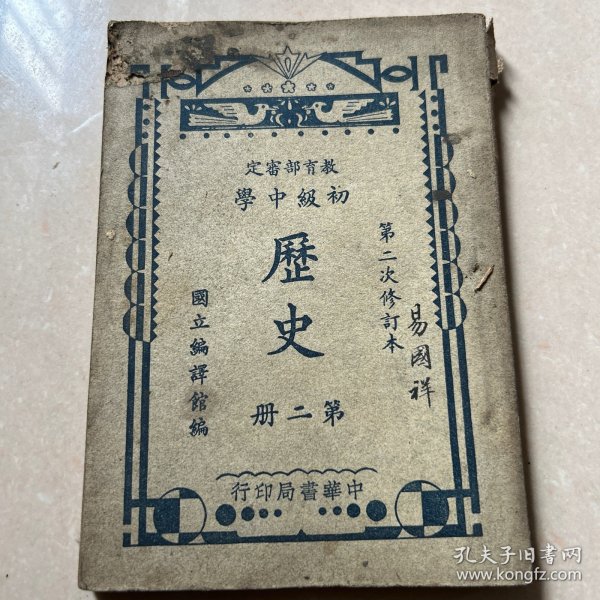 教育部審定
初級中學
歷史
第二次修訂本
易國祥
國立編譯館編
第二册
中華書局印行
孔夫子旧书网
www.kongfz.com